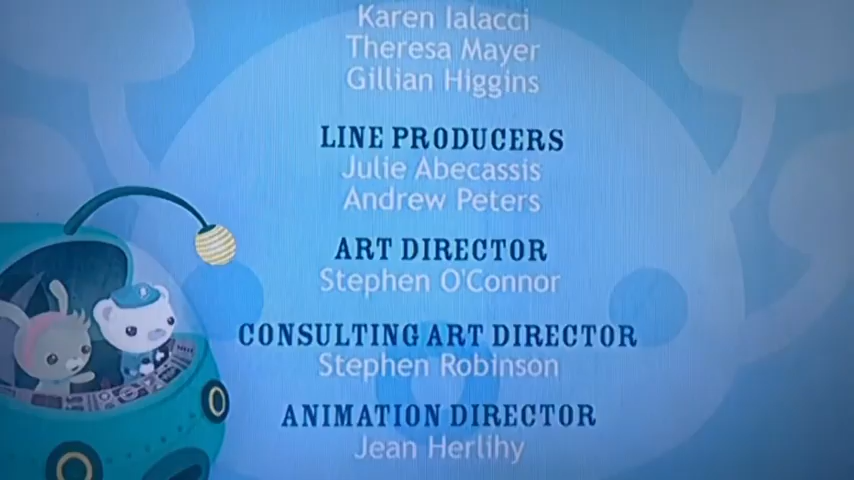 Karen Ialacci
Theresa Mayer
Gillian Higgins
LINE PRODUCERS
Julie Abecassis
Andrew Peters
ART DIRECTOR
Stephen O'Connor
CONSULTING ART DIRECTOR
Stephen Robinson
ANIMATION DIRECTOR
Jean Herlihy